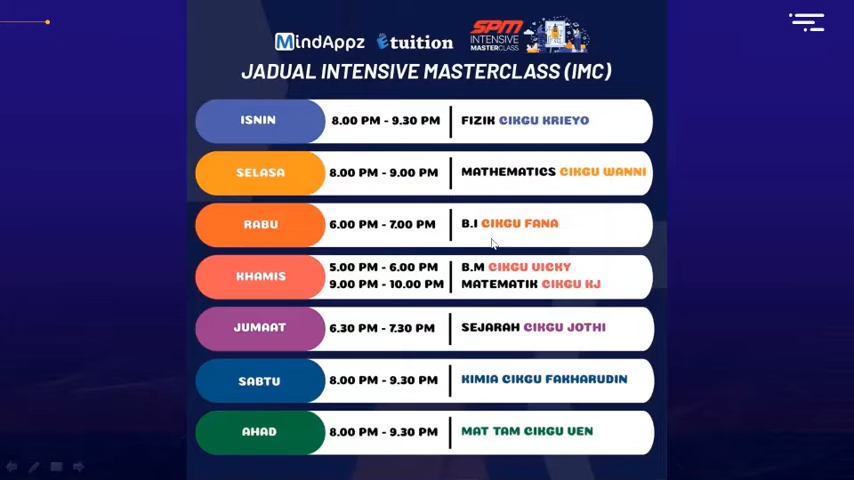 MindAppz
Etuition
SPM
INTENSIVE
MASTERCLASS
JADUAL INTENSIVE MASTERCLASS (IMC)
ISNIN 8.00 PM - 9.30 PM FIZIK CIKGU KRIEYO
SELASA 8.00 PM - 9.00 PM MATHEMATICS CIKGU WANNI
RABU 6.00 PM - 7.00 PM B.I CIKGU FANA
KHAMIS 5.00 PM - 6.00 PM B.M CIKGU VICKY
9.00 PM - 10.00 PM MATEMATIK CIKGU KJ
JUMAAT 6.30 PM - 7.30 PM SEJARAH CIKGU JOTHI
SABTU 8.00 PM - 9.30 PM KIMIA CIKGU FAKHARUDIN
AHAD 8.00 PM - 9.30 PM MAT TAM CIKGU VEN